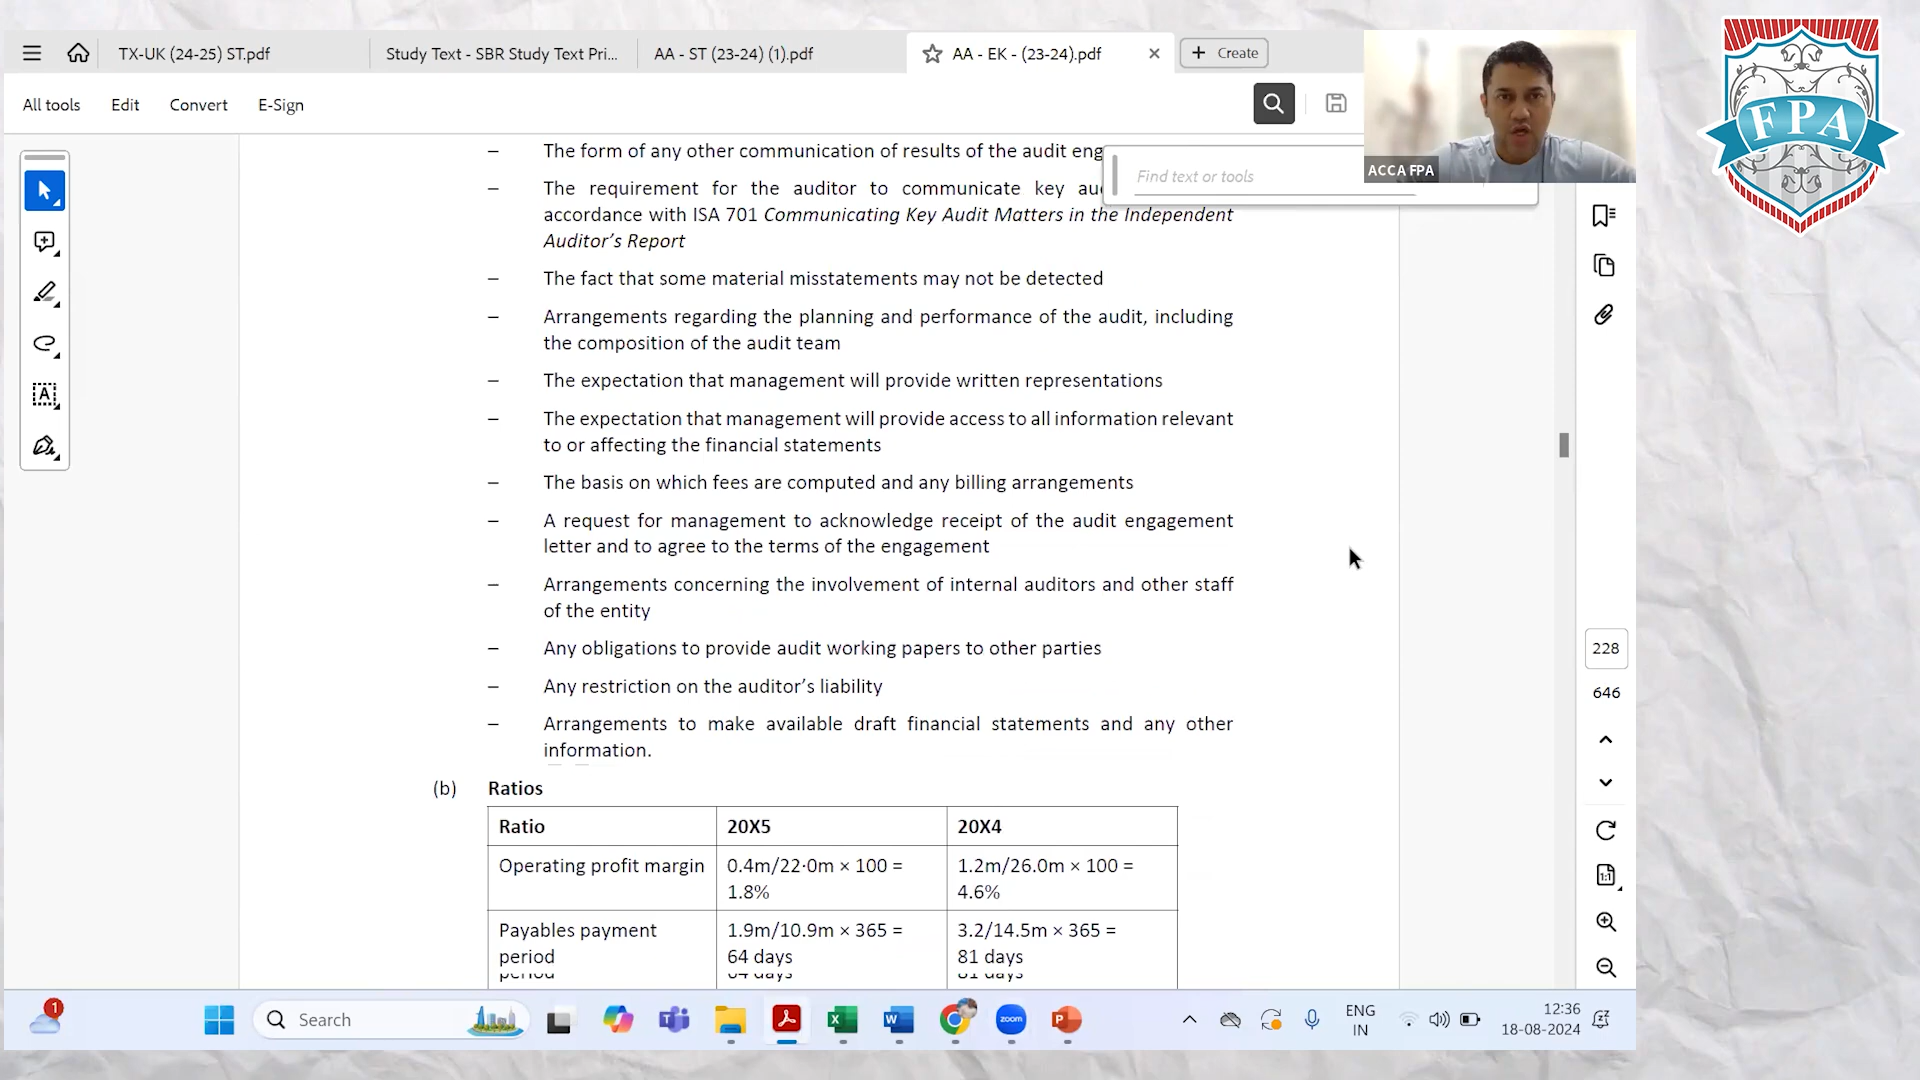 TX-UK (24-25) ST.pdf
Study Text - SBR Study Text Pri...
AA - ST (23-24) (1).pdf
AA - EK - (23-24).pdf
Create
All tools
Edit
Convert
E-Sign
Find text or tools
ACCA FPA
FPA
– The form of any other communication of results of the audit eng
– The requirement for the auditor to communicate key au
accordance with ISA 701 Communicating Key Audit Matters in the Independent
Auditor’s Report
– The fact that some material misstatements may not be detected
– Arrangements regarding the planning and performance of the audit, including
the composition of the audit team
– The expectation that management will provide written representations
– The expectation that management will provide access to all information relevant
to or affecting the financial statements
– The basis on which fees are computed and any billing arrangements
– A request for management to acknowledge receipt of the audit engagement
letter and to agree to the terms of the engagement
– Arrangements concerning the involvement of internal auditors and other staff
of the entity
– Any obligations to provide audit working papers to other parties
– Any restriction on the auditor’s liability
– Arrangements to make available draft financial statements and any other
information.
(b) Ratios
Ratio 20X5 20X4
Operating profit margin 0.4m/22·0m × 100 = 1.2m/26.0m × 100 =
1.8% 4.6%
Payables payment 1.9m/10.9m × 365 = 3.2/14.5m × 365 =
period 64 days 81 days
228
646
1:1
1
Search
zoom
ENG
IN
12:36
18-08-2024